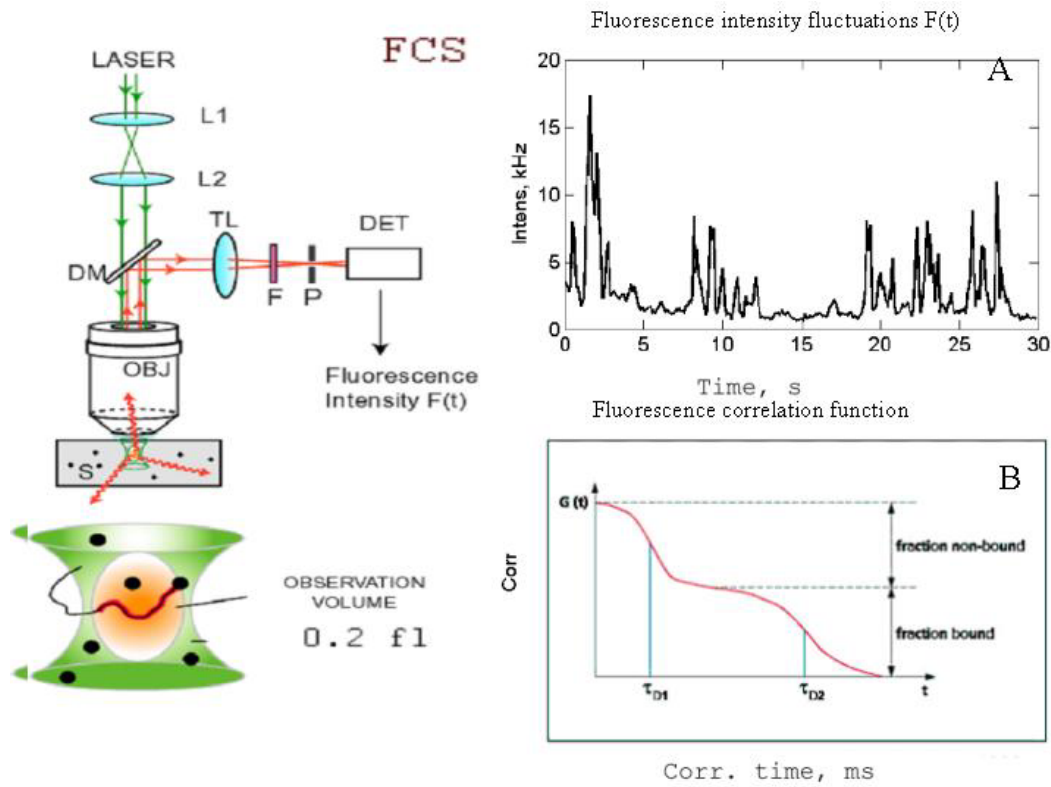 FCS
LASER
L1
L2
TL
DET
DM
F
P
OBJ
Fluorescence
Intensity F(t)
S
OBSERVATION
VOLUME
0.2 fl
Fluorescence intensity fluctuations F(t)
A
Intens, kHz
20
15
10
5
0
0
5
10
15
20
25
30
Time, s
Fluorescence correlation function
B
G (t)
Corr
fraction non-bound
fraction bound
τD1
τD2
t
Corr. time, ms